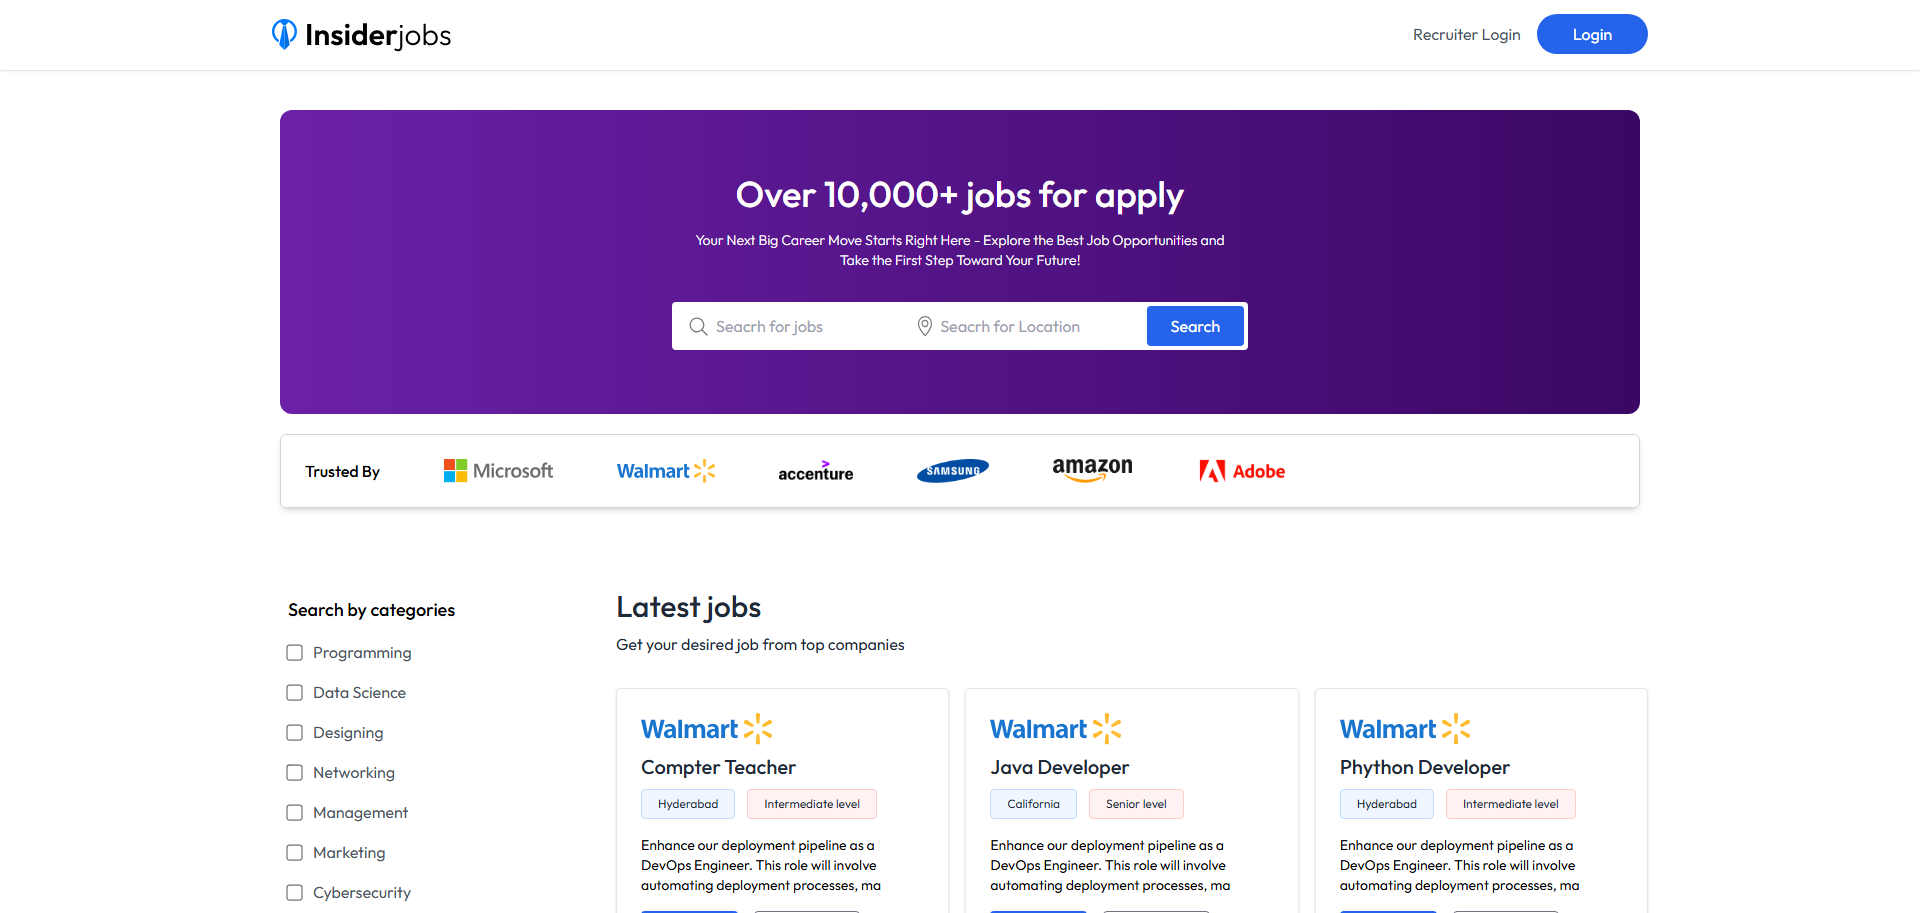 Insiderjobs
Recruiter Login
Login
Over 10,000+ jobs for apply
Your Next Big Career Move Starts Right Here - Explore the Best Job Opportunities and
Take the First Step Toward Your Future!
Seacrh for jobs
Seacrh for Location
Search
Trusted By
Microsoft
Walmart
accenture
SAMSUNG
amazon
Adobe
Search by categories
Programming
Data Science
Designing
Networking
Management
Marketing
Cybersecurity
Latest jobs
Get your desired job from top companies
Walmart
Compter Teacher
Hyderabad
Intermediate level
Enhance our deployment pipeline as a
DevOps Engineer. This role will involve
automating deployment processes, ma
Walmart
Java Developer
California
Senior level
Enhance our deployment pipeline as a
DevOps Engineer. This role will involve
automating deployment processes, ma
Walmart
Phython Developer
Hyderabad
Intermediate level
Enhance our deployment pipeline as a
DevOps Engineer. This role will involve
automating deployment processes, ma